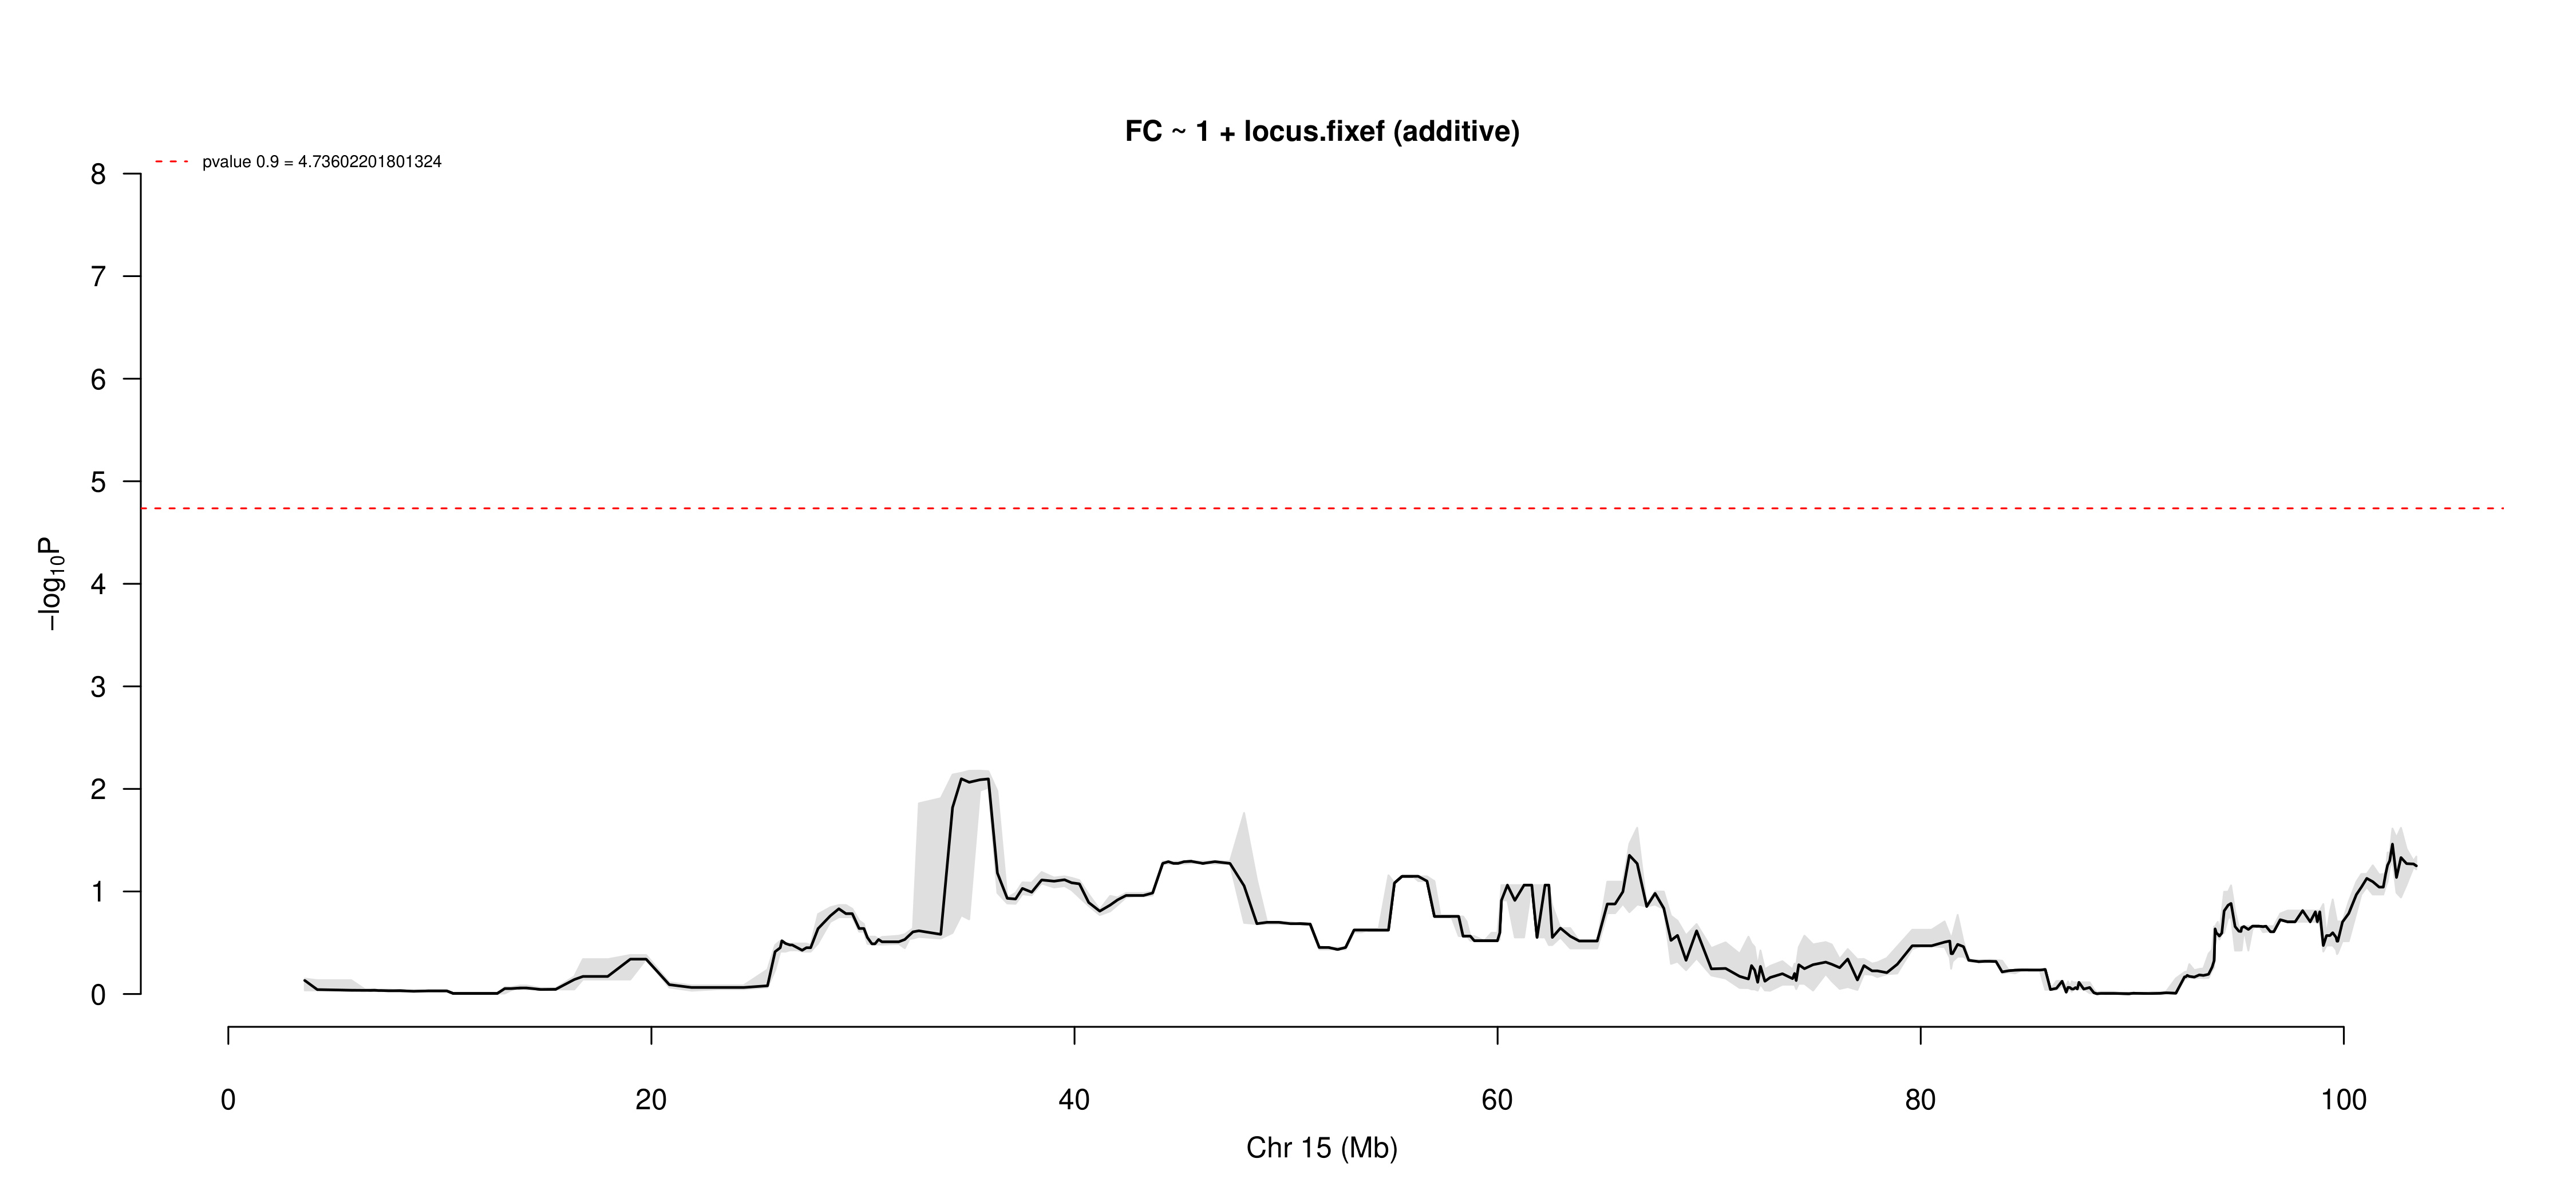 FC ~ 1 + locus.fixef (additive)
pvalue 0.9 = 4.73602201801324
8
7
6
5
4
3
2
1
0
−log10P
0 20 40 60 80 100
Chr 15 (Mb)